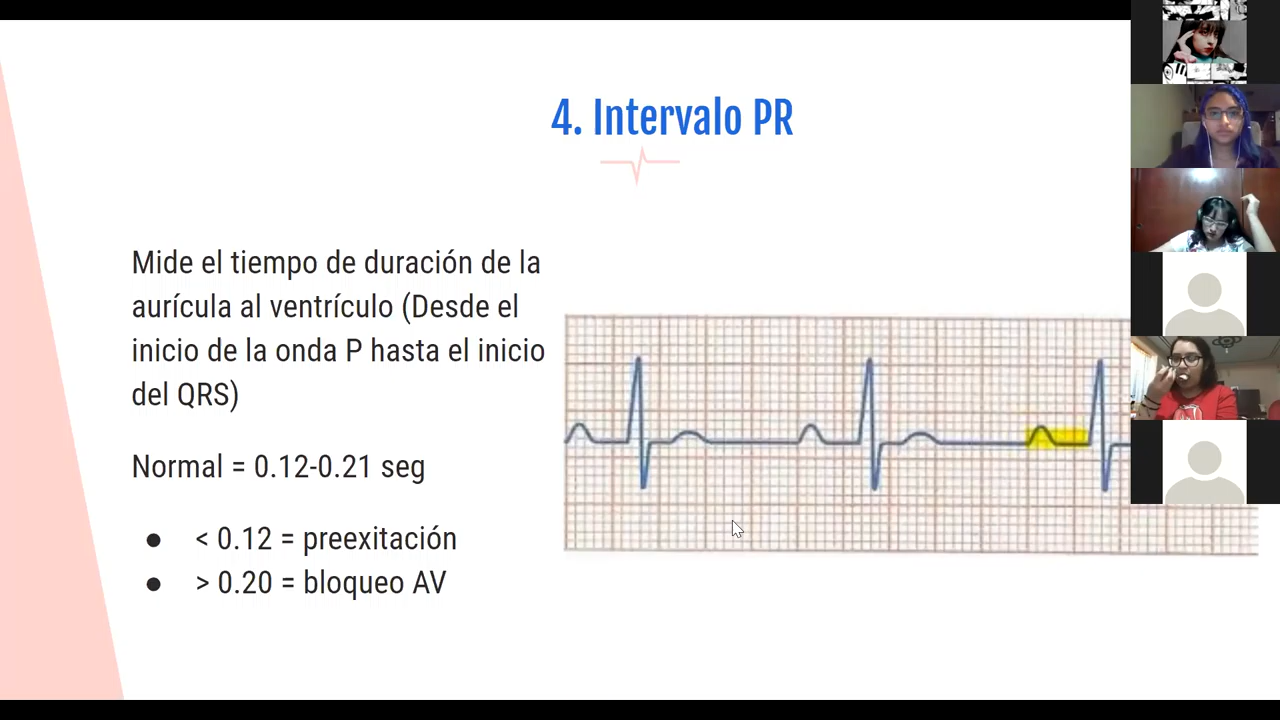 4. Intervalo PR
Mide el tiempo de duración de la
aurícula al ventrículo (Desde el
inicio de la onda P hasta el inicio
del QRS)
Normal = 0.12-0.21 seg
● < 0.12 = preexitación
● > 0.20 = bloqueo AV